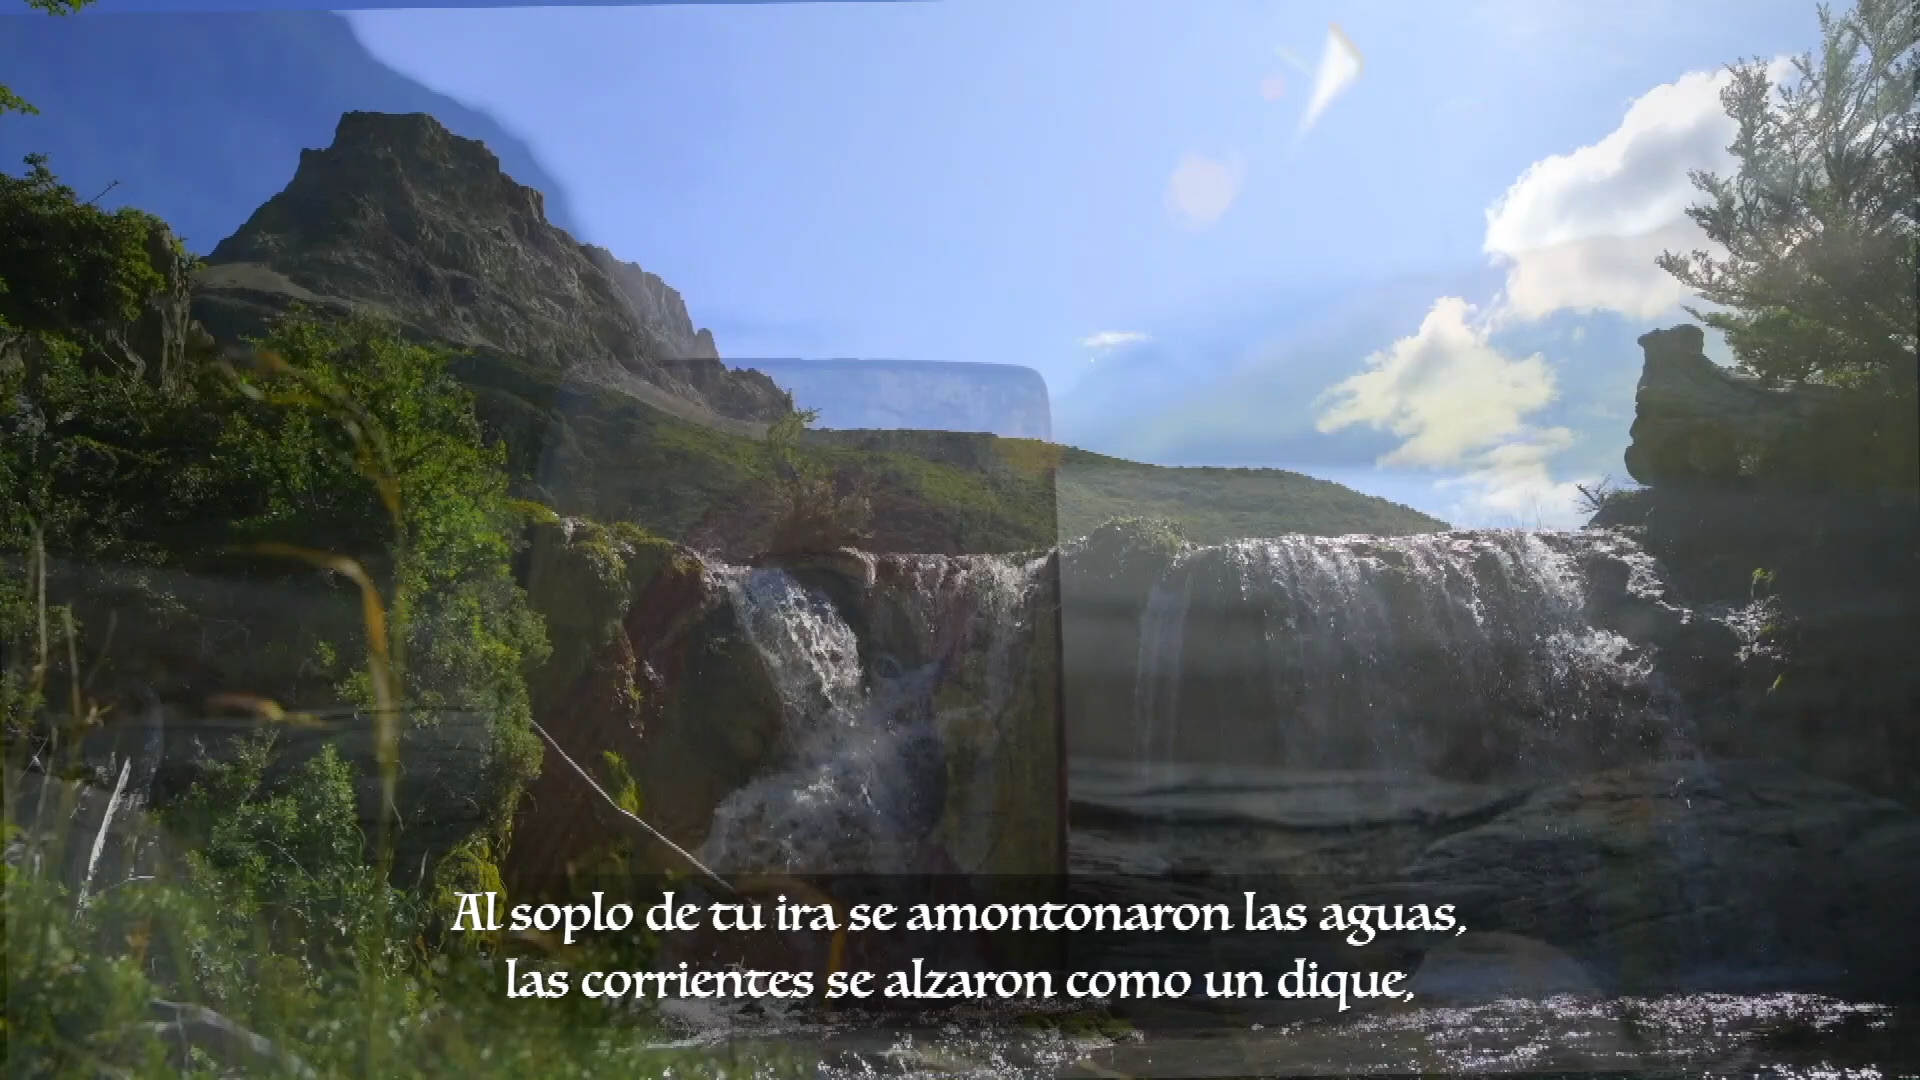 Al soplo de tu ira se amontonaron las aguas,
las corrientes se alzaron como un dique,